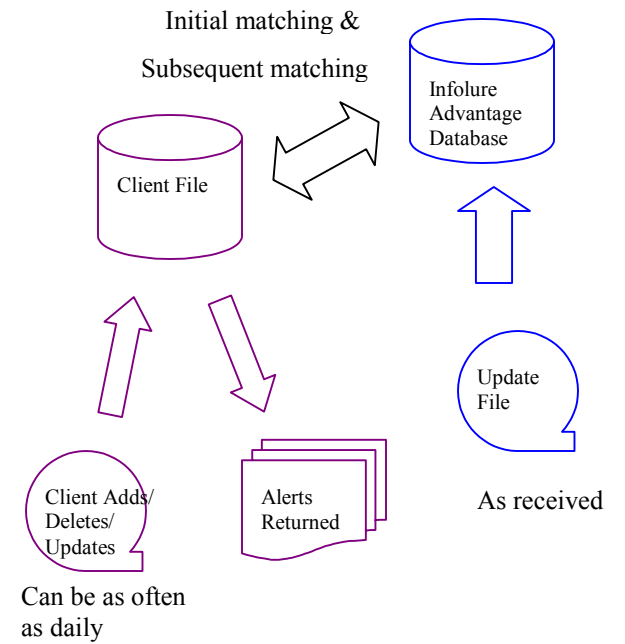 Initial matching &
Subsequent matching
Infolure
Advantage
Database
Client File
Update
File
Client Adds/
Deletes/
Updates
Alerts
Returned
As received
Can be as often
as daily